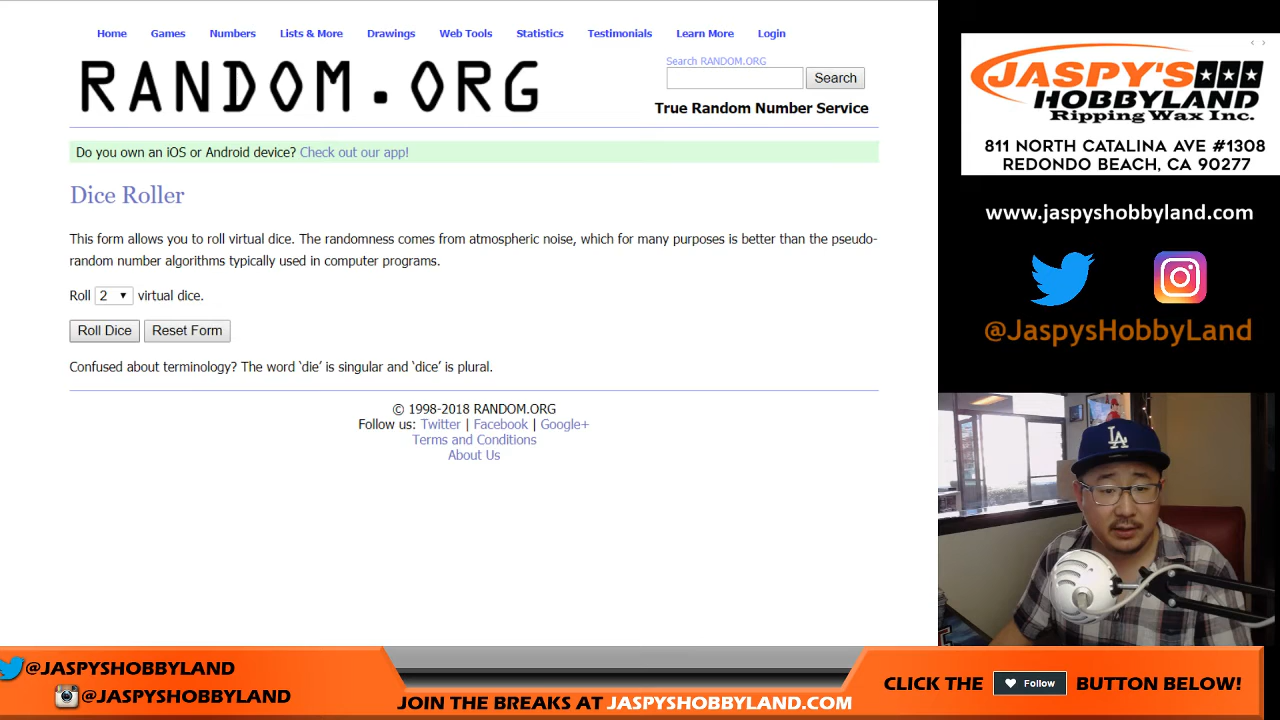 Home Games Numbers Lists & More Drawings Web Tools Statistics Testimonials Learn More Login
RANDOM.ORG
Search RANDOM.ORG
Search
True Random Number Service
Do you own an iOS or Android device? Check out our app!
Dice Roller
This form allows you to roll virtual dice. The randomness comes from atmospheric noise, which for many purposes is better than the pseudo-
random number algorithms typically used in computer programs.
Roll 2 virtual dice.
Roll Dice Reset Form
Confused about terminology? The word ‘die’ is singular and ‘dice’ is plural.
© 1998-2018 RANDOM.ORG
Follow us: Twitter | Facebook | Google+
Terms and Conditions
About Us
JASPY'S
HOBBYLAND
Ripping Wax Inc.
811 NORTH CATALINA AVE #1308
REDONDO BEACH, CA 90277
www.jaspyshobbyland.com
@JaspysHobbyLand
LA
@JASPYSHOBBYLAND
@JASPYSHOBBYLAND
JOIN THE BREAKS AT JASPYSHOBBYLAND.COM
CLICK THE Follow BUTTON BELOW!